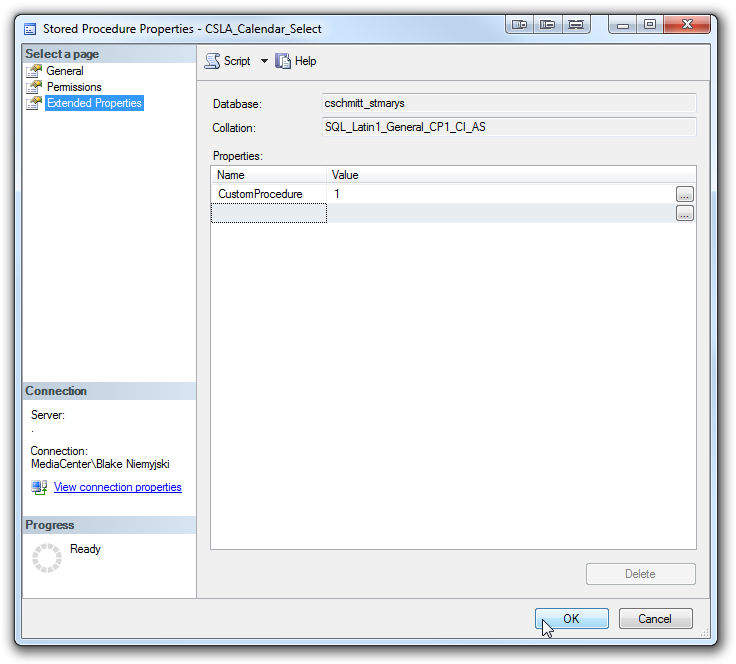 Stored Procedure Properties - CSLA_Calendar_Select
Select a page
General
Permissions
Extended Properties
Script
Help
Database:
cschmitt_stmarys
Collation:
SQL_Latin1_General_CP1_CI_AS
Properties:
Name Value
CustomProcedure 1 ...
...
Connection
Server:
.
Connection:
MediaCenter\Blake Niemyjski
View connection properties
Progress
Ready
Delete
OK Cancel